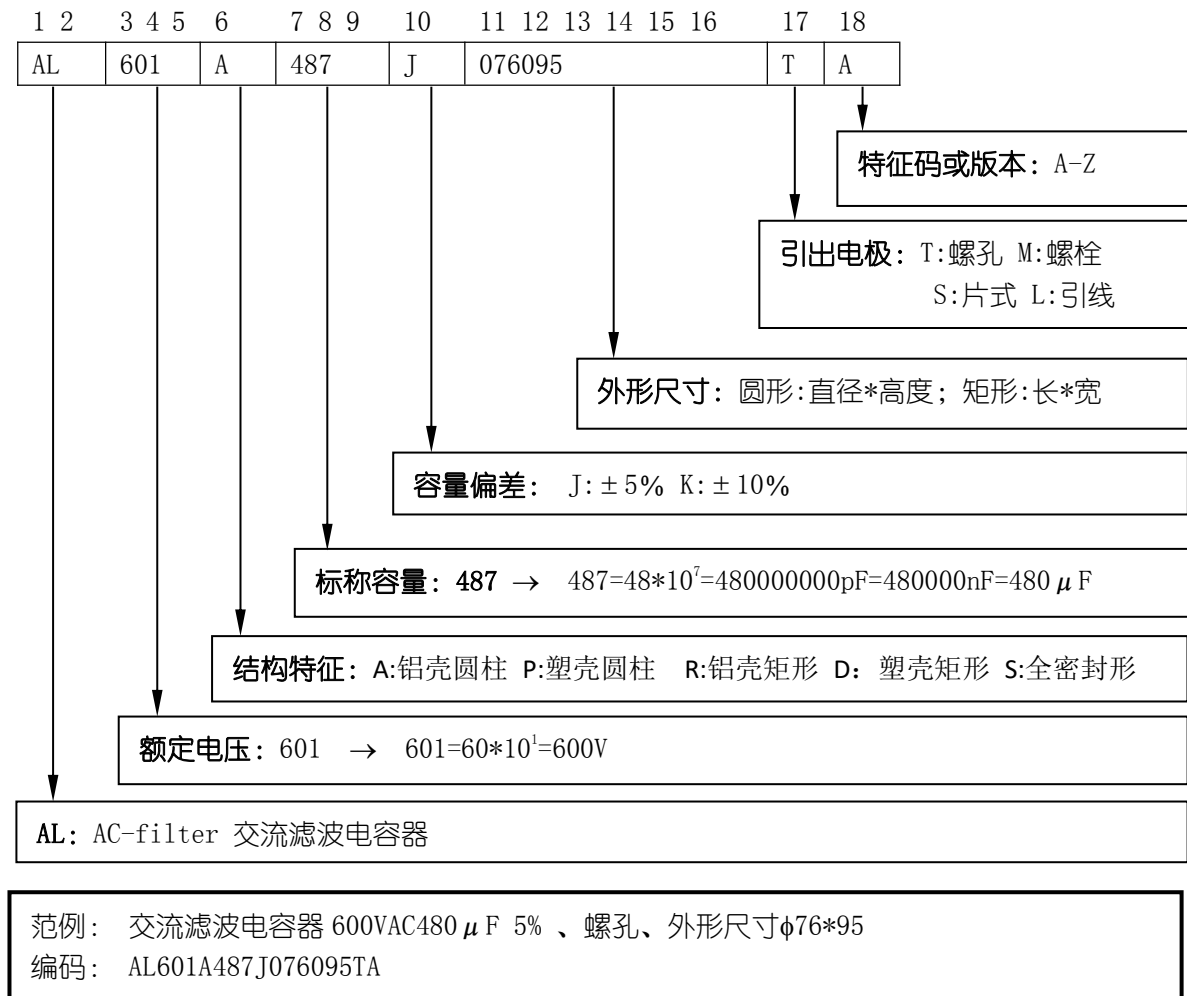 1 2 3 4 5 6 7 8 9 10 11 12 13 14 15 16 17 18
AL 601 A 487 J 076095 T A
特征码或版本：A-Z
引出电极：T:螺孔 M:螺栓
S:片式 L:引线
外形尺寸：圆形:直径*高度；矩形:长*宽
容量偏差： J:±5% K:±10%
标称容量：487 → 487=48*10⁷=480000000pF=480000nF=480μF
结构特征：A:铝壳圆柱 P:塑壳圆柱 R:铝壳矩形 D：塑壳矩形 S:全密封形
额定电压：601 → 601=60*10¹=600V
AL：AC-filter 交流滤波电容器
范例： 交流滤波电容器 600VAC480μF 5% 、螺孔、外形尺寸φ76*95
编码： AL601A487J076095TA